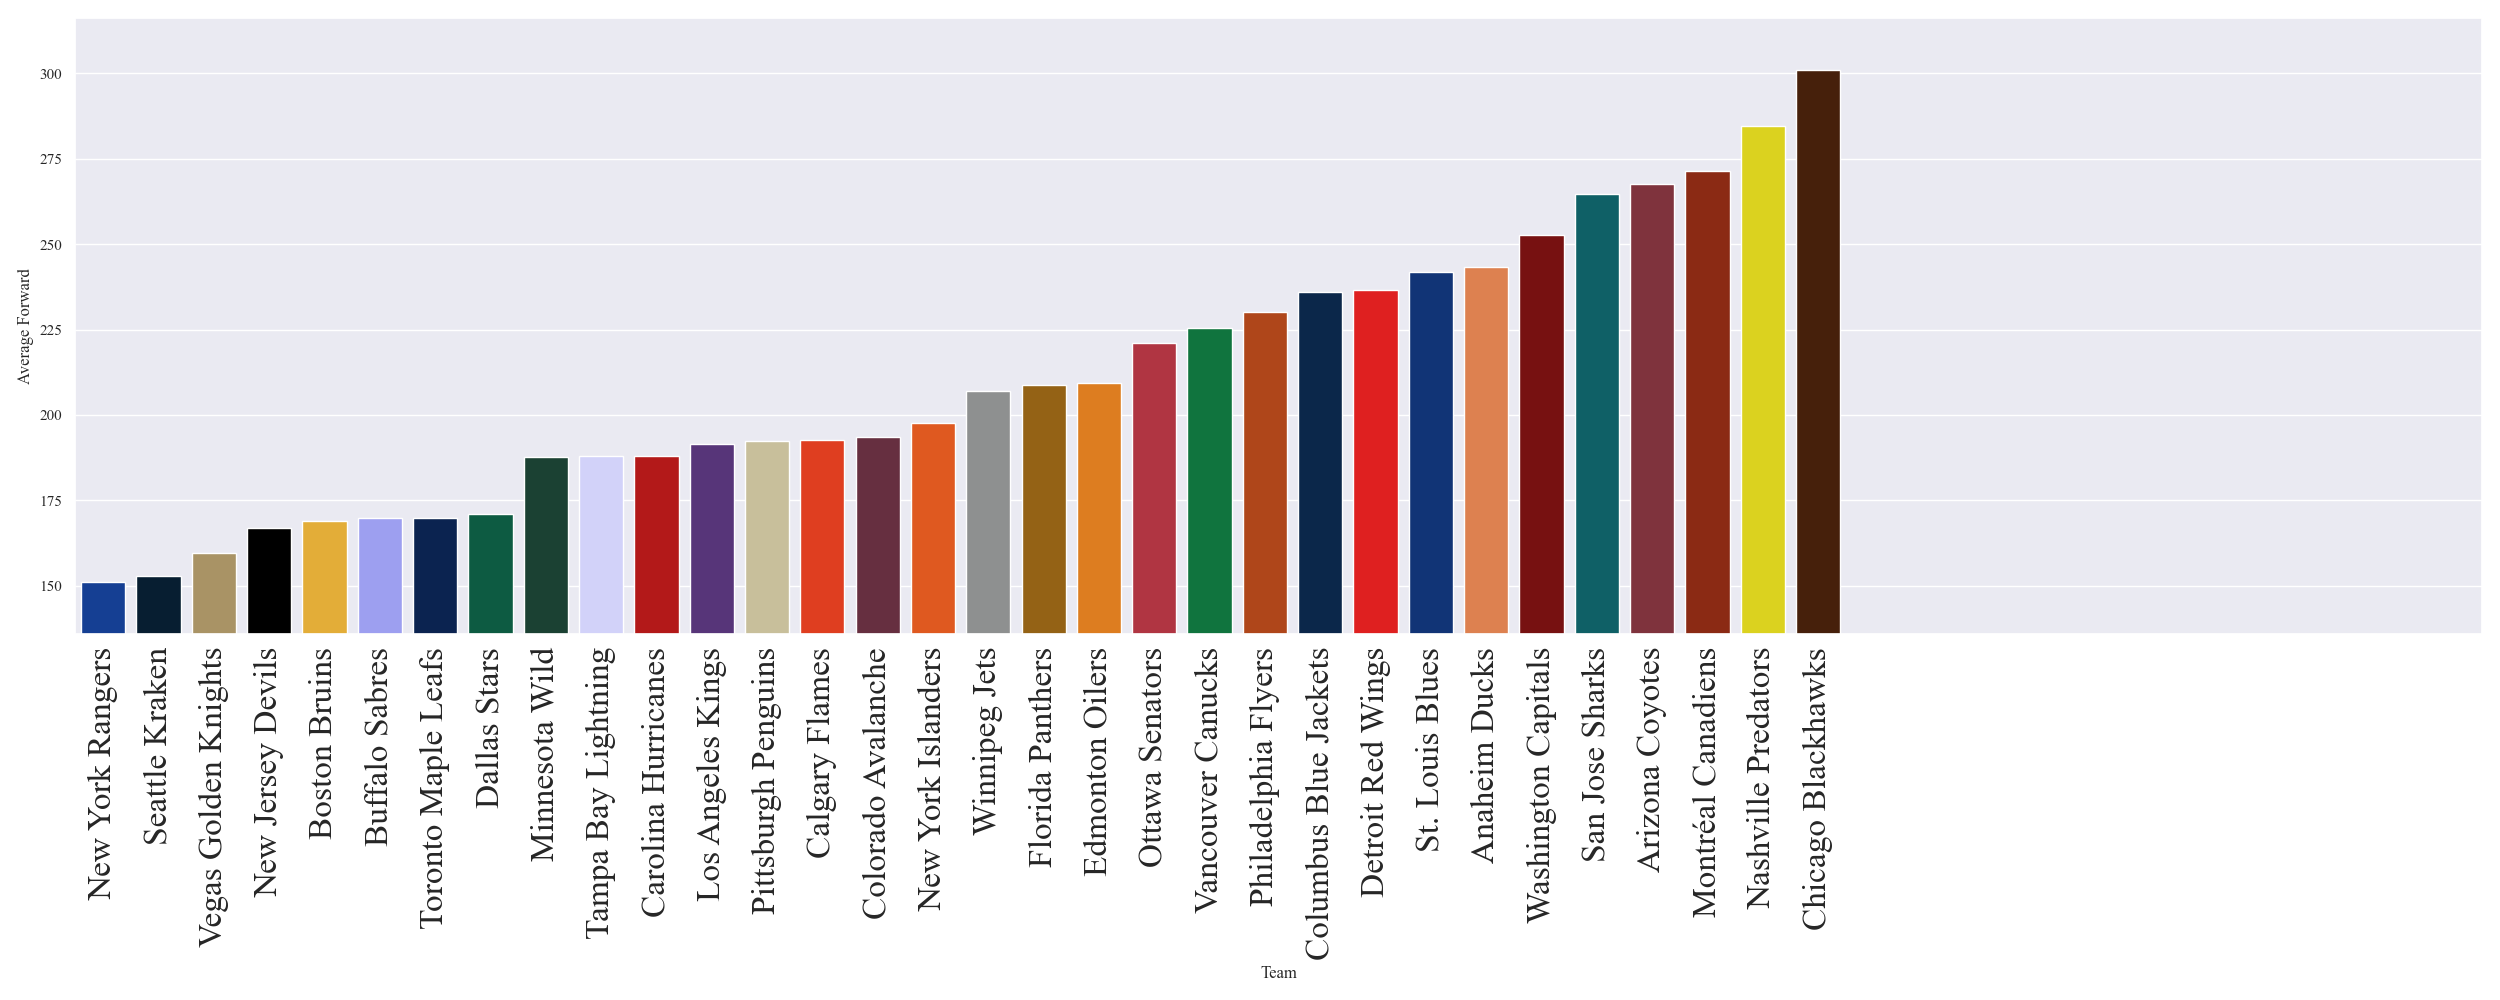 300
275
250
225
200
175
150
Average Forward
New York Rangers
Seattle Kraken
Vegas Golden Knights
New Jersey Devils
Boston Bruins
Buffalo Sabres
Toronto Maple Leafs
Dallas Stars
Minnesota Wild
Tampa Bay Lightning
Carolina Hurricanes
Los Angeles Kings
Pittsburgh Penguins
Calgary Flames
Colorado Avalanche
New York Islanders
Winnipeg Jets
Florida Panthers
Edmonton Oilers
Ottawa Senators
Vancouver Canucks
Philadelphia Flyers
Columbus Blue Jackets
Detroit Red Wings
St. Louis Blues
Anaheim Ducks
Washington Capitals
San Jose Sharks
Arizona Coyotes
Montréal Canadiens
Nashville Predators
Chicago Blackhawks
Team